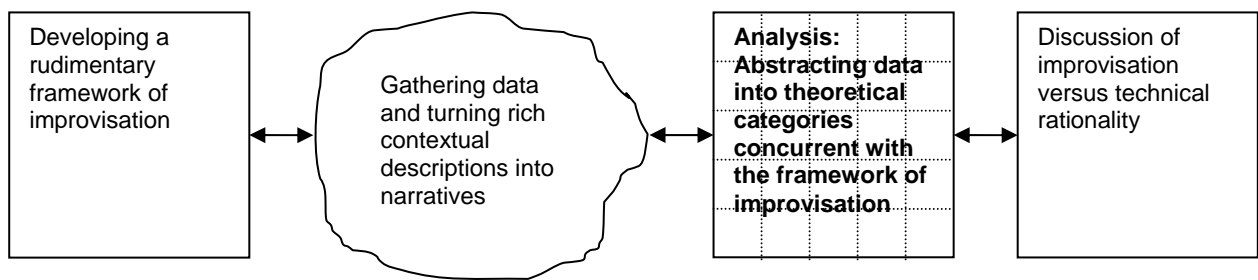 Developing a
rudimentary
framework of
improvisation
Gathering data
and turning rich
contextual
descriptions into
narratives
Analysis:
Abstracting data
into theoretical
categories
concurrent with
the framework of
improvisation
Discussion of
improvisation
versus technical
rationality